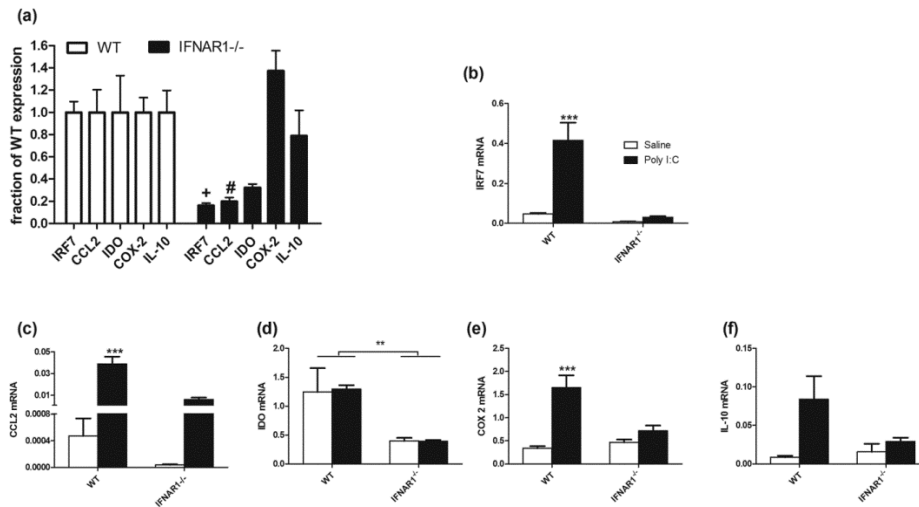 (a)
WT
IFNAR1-/-
fraction of WT expression
1.6
1.4
1.2
1.0
0.8
0.6
0.4
0.2
0.0
+
#
IRF7
CCL2
IDO
COX-2
IL-10
IRF7
CCL2
IDO
COX-2
IL-10
(b)
IRF7 mRNA
0.6
0.4
0.2
0.0
***
Saline
Poly I:C
WT
IFNAR1-/-
(c)
CCL2 mRNA
0.05
0.03
0.01
0.0008
0.0004
0.0000
***
WT
IFNAR1-/-
(d)
IDO mRNA
2.0
1.5
1.0
0.5
0.0
**
WT
IFNAR1-/-
(e)
COX 2 mRNA
2.5
2.0
1.5
1.0
0.5
0.0
***
WT
IFNAR1-/-
(f)
IL-10 mRNA
0.15
0.10
0.05
0.00
WT
IFNAR1-/-